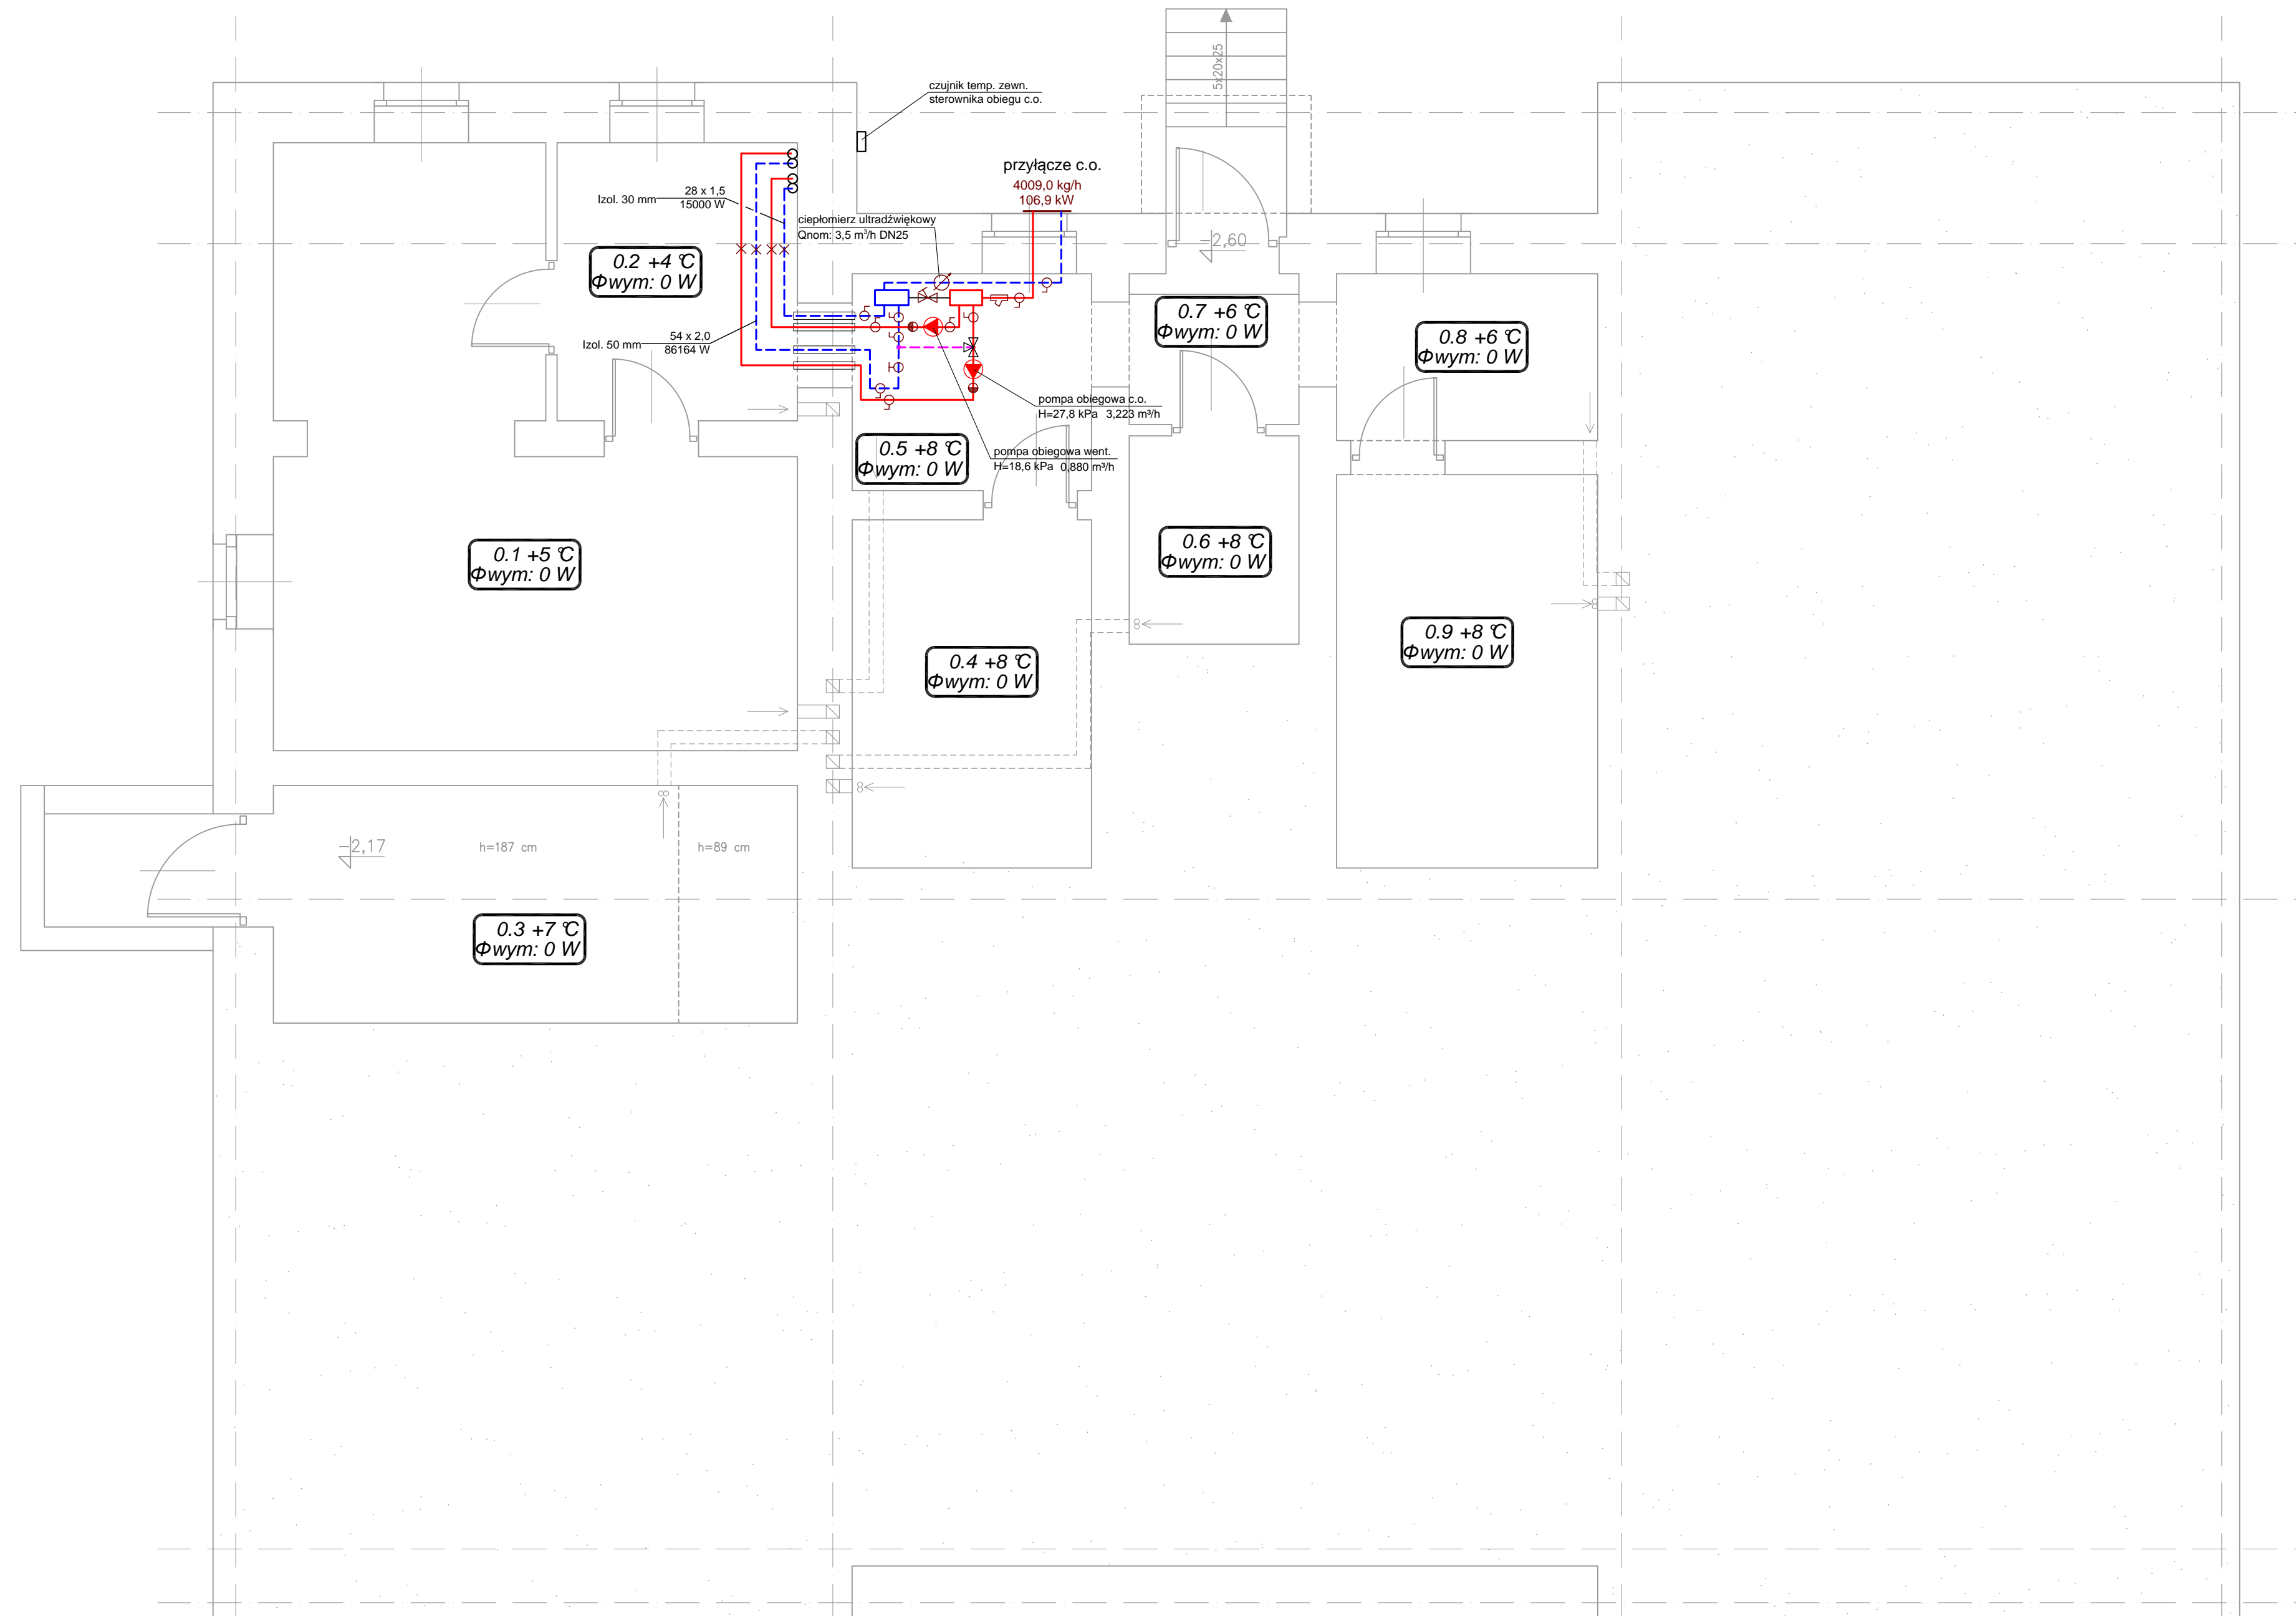 5x20x25
czujnik temp. zewn.
sterownika obiegu c.o.
przyłącze c.o.
4009,0 kg/h
106,9 kW
28 x 1,5
Izol. 30 mm
15000 W
ciepłomierz ultradźwiękowy
Qnom: 3,5 m³/h DN25
-2,60
0.2 +4 °C
Φwym: 0 W
0.7 +6 °C
Φwym: 0 W
0.8 +6 °C
Φwym: 0 W
54 x 2,0
Izol. 50 mm
86164 W
pompa obiegowa c.o.
H=27,8 kPa 3,223 m³/h
0.5 +8 °C
Φwym: 0 W
pompa obiegowa went.
H=18,6 kPa 0,880 m³/h
0.1 +5 °C
Φwym: 0 W
0.6 +8 °C
Φwym: 0 W
0.4 +8 °C
Φwym: 0 W
0.9 +8 °C
Φwym: 0 W
-2,17
h=187 cm
h=89 cm
0.3 +7 °C
Φwym: 0 W